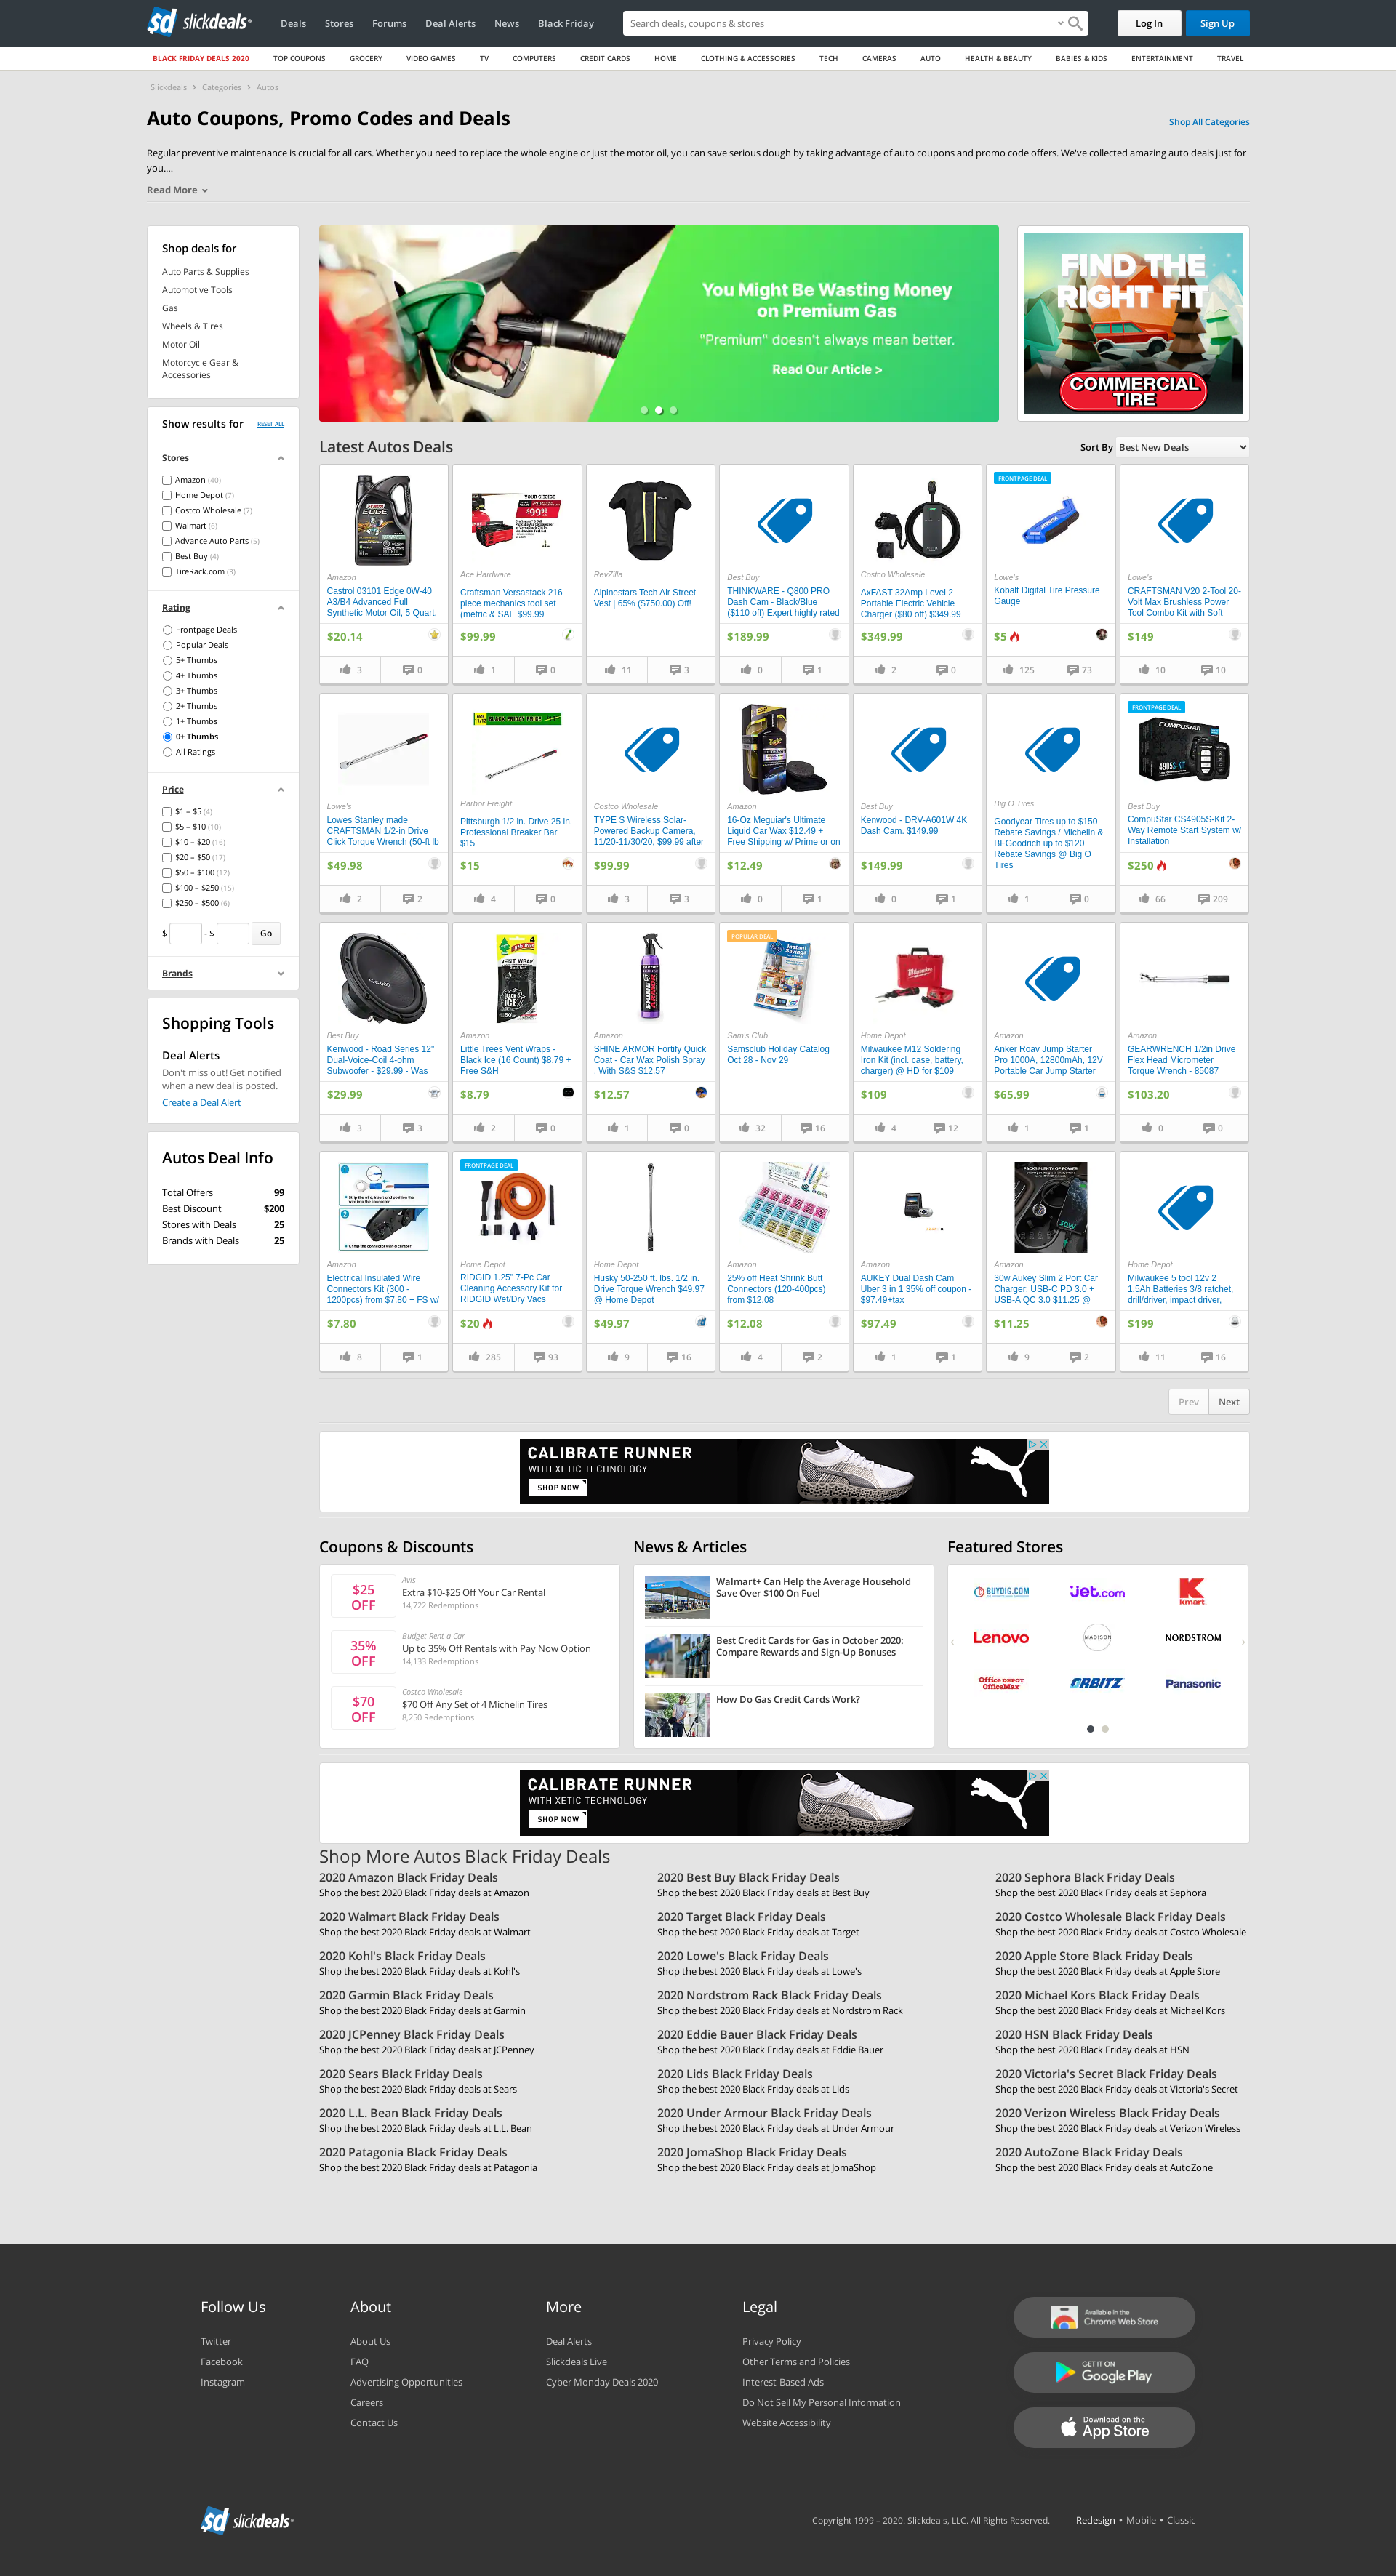 slickdeals
Deals Stores Forums Deal Alerts News Black Friday
Search deals, coupons & stores
Log In
Sign Up
BLACK FRIDAY DEALS 2020 TOP COUPONS GROCERY VIDEO GAMES TV COMPUTERS CREDIT CARDS HOME CLOTHING & ACCESSORIES TECH CAMERAS AUTO HEALTH & BEAUTY BABIES & KIDS ENTERTAINMENT TRAVEL
Slickdeals > Categories > Autos
Auto Coupons, Promo Codes and Deals
Shop All Categories
Regular preventive maintenance is crucial for all cars. Whether you need to replace the whole engine or just the motor oil, you can save serious dough by taking advantage of auto coupons and promo code offers. We've collected amazing auto deals just for
you....
Read More
Shop deals for
Auto Parts & Supplies
Automotive Tools
Gas
Wheels & Tires
Motor Oil
Motorcycle Gear &
Accessories
Show results for
RESET ALL
Stores
Amazon (40)
Home Depot (7)
Costco Wholesale (7)
Walmart (6)
Advance Auto Parts (5)
Best Buy (4)
TireRack.com (3)
Rating
Frontpage Deals
Popular Deals
5+ Thumbs
4+ Thumbs
3+ Thumbs
2+ Thumbs
1+ Thumbs
0+ Thumbs
All Ratings
Price
$1 – $5 (4)
$5 – $10 (10)
$10 – $20 (16)
$20 – $50 (17)
$50 – $100 (12)
$100 – $250 (15)
$250 – $500 (6)
$ - $ Go
Brands
Shopping Tools
Deal Alerts
Don't miss out! Get notified
when a new deal is posted.
Create a Deal Alert
Autos Deal Info
Total Offers 99
Best Discount $200
Stores with Deals 25
Brands with Deals 25
You Might be Wasting Money
on Premium Gas
"Premium" doesn't always mean better.
Read Our Article >
FIND THE
RIGHT FIT
COMMERCIAL
TIRE
Latest Autos Deals
Sort By Best New Deals
Amazon
Castrol 03101 Edge 0W-40
A3/B4 Advanced Full
Synthetic Motor Oil, 5 Quart,
$20.14
3 0
Ace Hardware
Craftsman Versastack 216
piece mechanics tool set
(metric & SAE $99.99
$99.99
1 0
RevZilla
Alpinestars Tech Air Street
Vest | 65% ($750.00) Off!
11 3
Best Buy
THINKWARE - Q800 PRO
Dash Cam - Black/Blue
($110 off) Expert highly rated
$189.99
0 1
Costco Wholesale
AxFAST 32Amp Level 2
Portable Electric Vehicle
Charger ($80 off) $349.99
$349.99
2 0
FRONTPAGE DEAL
Lowe's
Kobalt Digital Tire Pressure
Gauge
$5
125 73
Lowe's
CRAFTSMAN V20 2-Tool 20-
Volt Max Brushless Power
Tool Combo Kit with Soft
$149
10 10
Lowe's
Lowes Stanley made
CRAFTSMAN 1/2-in Drive
Click Torque Wrench (50-ft lb
$49.98
2 2
Harbor Freight
Pittsburgh 1/2 in. Drive 25 in.
Professional Breaker Bar
$15
$15
4 0
Costco Wholesale
TYPE S Wireless Solar-
Powered Backup Camera,
11/20-11/30/20, $99.99 after
$99.99
3 3
Amazon
16-Oz Meguiar's Ultimate
Liquid Car Wax $12.49 +
Free Shipping w/ Prime or on
$12.49
0 1
Best Buy
Kenwood - DRV-A601W 4K
Dash Cam. $149.99
$149.99
0 1
Big O Tires
Goodyear Tires up to $150
Rebate Savings / Michelin &
BFGoodrich up to $120
Rebate Savings @ Big O
Tires
1 0
FRONTPAGE DEAL
COMPUSTAR
Best Buy
CompuStar CS4905S-Kit 2-
Way Remote Start System w/
Installation
$250
66 209
Best Buy
Kenwood - Road Series 12"
Dual-Voice-Coil 4-ohm
Subwoofer - $29.99 - Was
$29.99
3 3
Amazon
Little Trees Vent Wraps -
Black Ice (16 Count) $8.79 +
Free S&H
$8.79
2 0
Amazon
SHINE ARMOR Fortify Quick
Coat - Car Wax Polish Spray
, With S&S $12.57
$12.57
1 0
POPULAR DEAL
Sam's Club
Samsclub Holiday Catalog
Oct 28 - Nov 29
32 16
Home Depot
Milwaukee M12 Soldering
Iron Kit (incl. case, battery,
charger) @ HD for $109
$109
4 12
Amazon
Anker Roav Jump Starter
Pro 1000A, 12800mAh, 12V
Portable Car Jump Starter
$65.99
1 1
Amazon
GEARWRENCH 1/2in Drive
Flex Head Micrometer
Torque Wrench - 85087
$103.20
0 0
Amazon
Electrical Insulated Wire
Connectors Kit (300 -
1200pcs) from $7.80 + FS w/
$7.80
8 1
FRONTPAGE DEAL
Home Depot
RIDGID 1.25" 7-Pc Car
Cleaning Accessory Kit for
RIDGID Wet/Dry Vacs
$20
285 93
Home Depot
Husky 50-250 ft. lbs. 1/2 in.
Drive Torque Wrench $49.97
@ Home Depot
$49.97
9 16
Amazon
25% off Heat Shrink Butt
Connectors (120-400pcs)
from $12.08
$12.08
4 2
Amazon
AUKEY Dual Dash Cam
Uber 3 in 1 35% off coupon -
$97.49+tax
$97.49
1 1
Amazon
30w Aukey Slim 2 Port Car
Charger: USB-C PD 3.0 +
USB-A QC 3.0 $11.25 @
$11.25
9 2
Home Depot
Milwaukee 5 tool 12v 2
1.5Ah Batteries 3/8 ratchet,
drill/driver, impact driver,
$199
11 16
Prev Next
CALIBRATE RUNNER
WITH XETIC TECHNOLOGY
SHOP NOW
PUMA
Coupons & Discounts
$25
OFF
Avis
Extra $10-$25 Off Your Car Rental
14,722 Redemptions
35%
OFF
Budget Rent a Car
Up to 35% Off Rentals with Pay Now Option
14,133 Redemptions
$70
OFF
Costco Wholesale
$70 Off Any Set of 4 Michelin Tires
8,250 Redemptions
News & Articles
Walmart+ Can Help the Average Household
Save Over $100 On Fuel
Best Credit Cards for Gas in October 2020:
Compare Rewards and Sign-Up Bonuses
How Do Gas Credit Cards Work?
Featured Stores
BUYDIG.COM jet.com kmart
Lenovo MADISON NORDSTROM
Office DEPOT
OfficeMax
ORBITZ Panasonic
CALIBRATE RUNNER
WITH XETIC TECHNOLOGY
SHOP NOW
PUMA
Shop More Autos Black Friday Deals
2020 Amazon Black Friday Deals
Shop the best 2020 Black Friday deals at Amazon
2020 Best Buy Black Friday Deals
Shop the best 2020 Black Friday deals at Best Buy
2020 Sephora Black Friday Deals
Shop the best 2020 Black Friday deals at Sephora
2020 Walmart Black Friday Deals
Shop the best 2020 Black Friday deals at Walmart
2020 Target Black Friday Deals
Shop the best 2020 Black Friday deals at Target
2020 Costco Wholesale Black Friday Deals
Shop the best 2020 Black Friday deals at Costco Wholesale
2020 Kohl's Black Friday Deals
Shop the best 2020 Black Friday deals at Kohl's
2020 Lowe's Black Friday Deals
Shop the best 2020 Black Friday deals at Lowe's
2020 Apple Store Black Friday Deals
Shop the best 2020 Black Friday deals at Apple Store
2020 Garmin Black Friday Deals
Shop the best 2020 Black Friday deals at Garmin
2020 Nordstrom Rack Black Friday Deals
Shop the best 2020 Black Friday deals at Nordstrom Rack
2020 Michael Kors Black Friday Deals
Shop the best 2020 Black Friday deals at Michael Kors
2020 JCPenney Black Friday Deals
Shop the best 2020 Black Friday deals at JCPenney
2020 Eddie Bauer Black Friday Deals
Shop the best 2020 Black Friday deals at Eddie Bauer
2020 HSN Black Friday Deals
Shop the best 2020 Black Friday deals at HSN
2020 Sears Black Friday Deals
Shop the best 2020 Black Friday deals at Sears
2020 Lids Black Friday Deals
Shop the best 2020 Black Friday deals at Lids
2020 Victoria's Secret Black Friday Deals
Shop the best 2020 Black Friday deals at Victoria's Secret
2020 L.L. Bean Black Friday Deals
Shop the best 2020 Black Friday deals at L.L. Bean
2020 Under Armour Black Friday Deals
Shop the best 2020 Black Friday deals at Under Armour
2020 Verizon Wireless Black Friday Deals
Shop the best 2020 Black Friday deals at Verizon Wireless
2020 Patagonia Black Friday Deals
Shop the best 2020 Black Friday deals at Patagonia
2020 JomaShop Black Friday Deals
Shop the best 2020 Black Friday deals at JomaShop
2020 AutoZone Black Friday Deals
Shop the best 2020 Black Friday deals at AutoZone
Follow Us
Twitter
Facebook
Instagram
About
About Us
FAQ
Advertising Opportunities
Careers
Contact Us
More
Deal Alerts
Slickdeals Live
Cyber Monday Deals 2020
Legal
Privacy Policy
Other Terms and Policies
Interest-Based Ads
Do Not Sell My Personal Information
Website Accessibility
Available in the
Chrome Web Store
GET IT ON
Google Play
Download on the
App Store
slickdeals
Copyright 1999 – 2020. Slickdeals, LLC. All Rights Reserved.
Redesign • Mobile • Classic